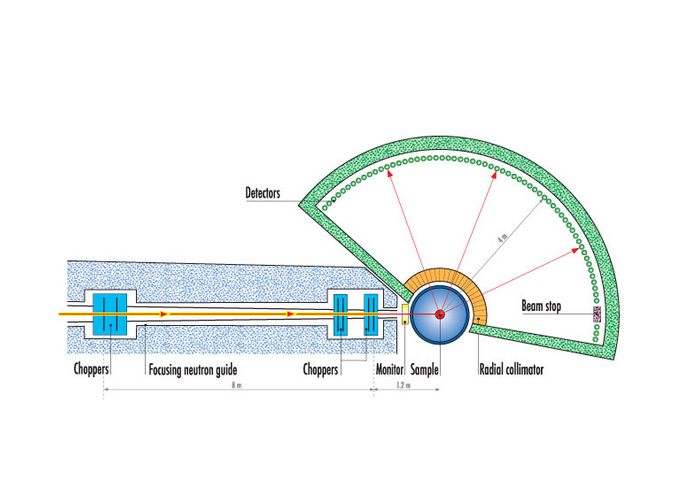 Detectors
4 m
Beam stop
Choppers
Focusing neutron guide
Choppers
Monitor
Sample
Radial collimator
8 m
1.2 m